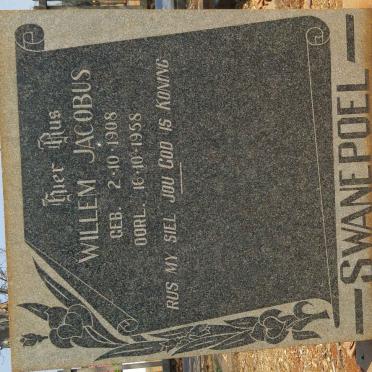 Hier Rus
WILLEM JACOBUS
GEB. 2·10·1908
OORL. 16·10·1958
RUS MY SIEL JOU GOD IS KONING
SWANEPOEL